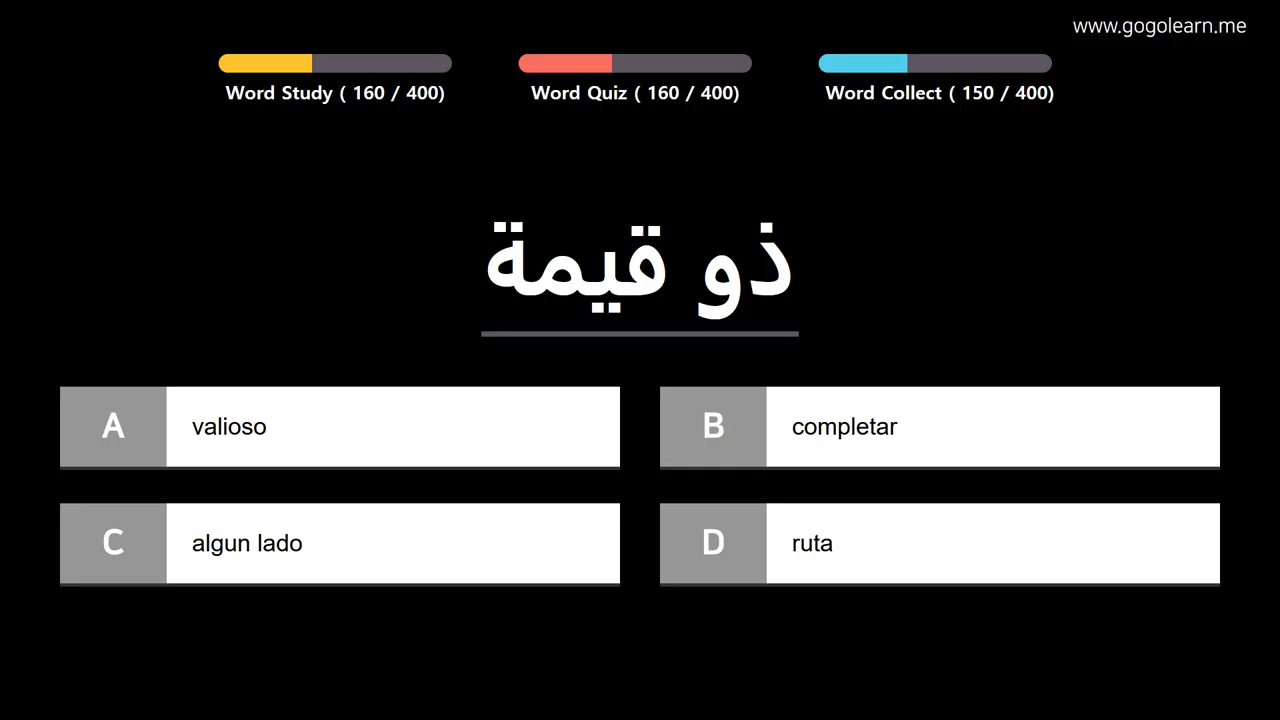 www.gogolearn.me
Word Study ( 160 / 400)
Word Quiz ( 160 / 400)
Word Collect ( 150 / 400)
ذو قيمة
A valioso
B completar
C algun lado
D ruta